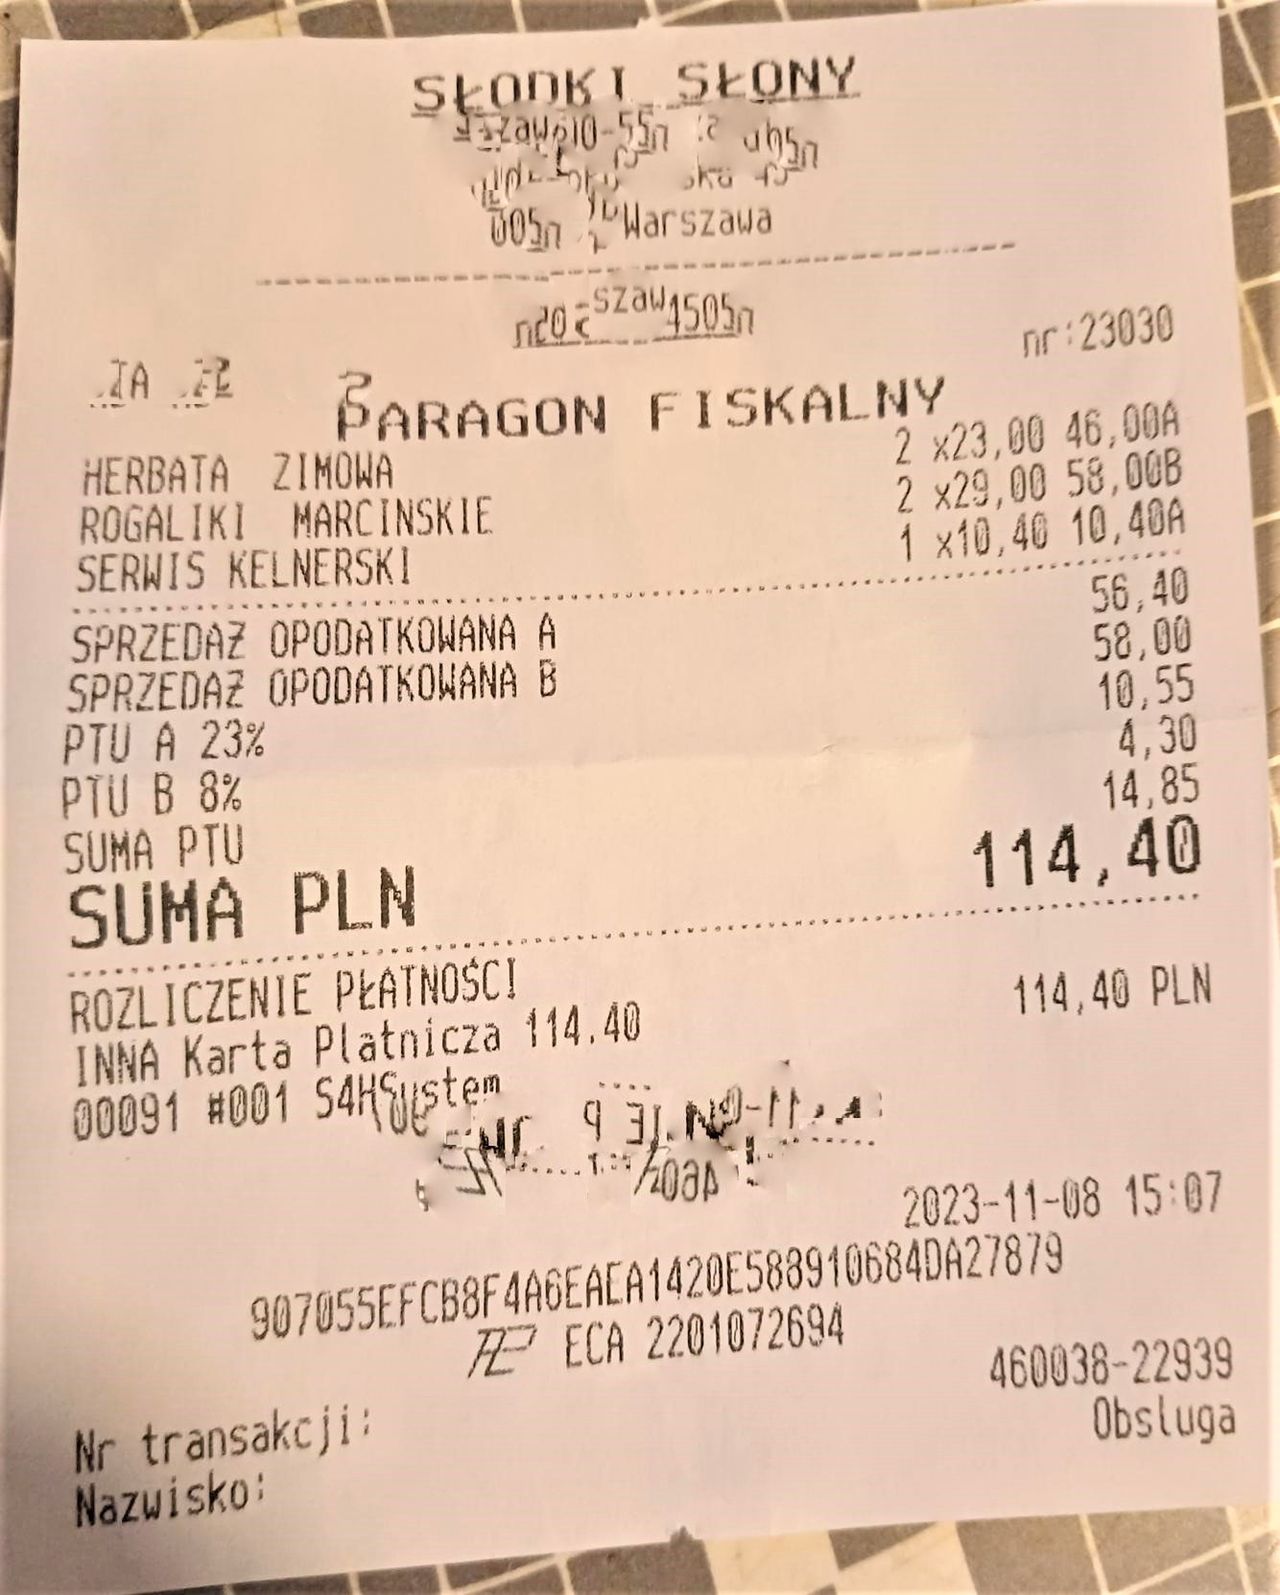 SŁODKI SŁONY
Warszawa
nr:23030
PARAGON FISKALNY
HERBATA ZIMOWA 2 x23,00 46,00A
ROGALIKI MARCINSKIE 2 x29,00 58,00B
SERWIS KELNERSKI 1 x10,40 10,40A
SPRZEDAŻ OPODATKOWANA A 56,40
SPRZEDAŻ OPODATKOWANA B 58,00
PTU A 23% 10,55
PTU B 8% 4,30
SUMA PTU 14,85
SUMA PLN 114,40
ROZLICZENIE PŁATNOŚCI
INNA Karta Platnicza 114.40 114,40 PLN
00091 #001 S4HSystem
2023-11-08 15:07
907055EFCB8F4A6EAEA1420E588910684DA27879
ECA 2201072694
Nr transakcji: 460038-22939
Nazwisko: Obsluga